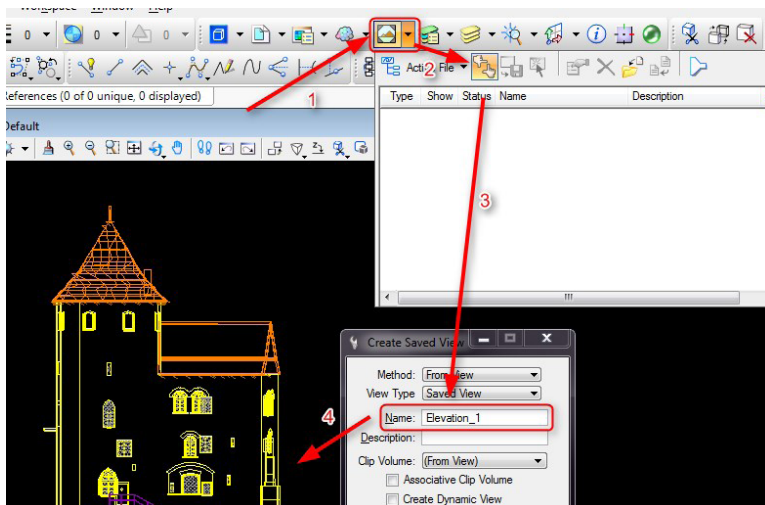 Workspace Window Help
0 0 0
1
Active File
2
References (0 of 0 unique, 0 displayed)
Type Show Status Name Description
Default
3
Create Saved View
Method: From View
View Type Saved View
Name: Elevation_1
4
Description:
Clip Volume: (From View)
Associative Clip Volume
Create Dynamic View